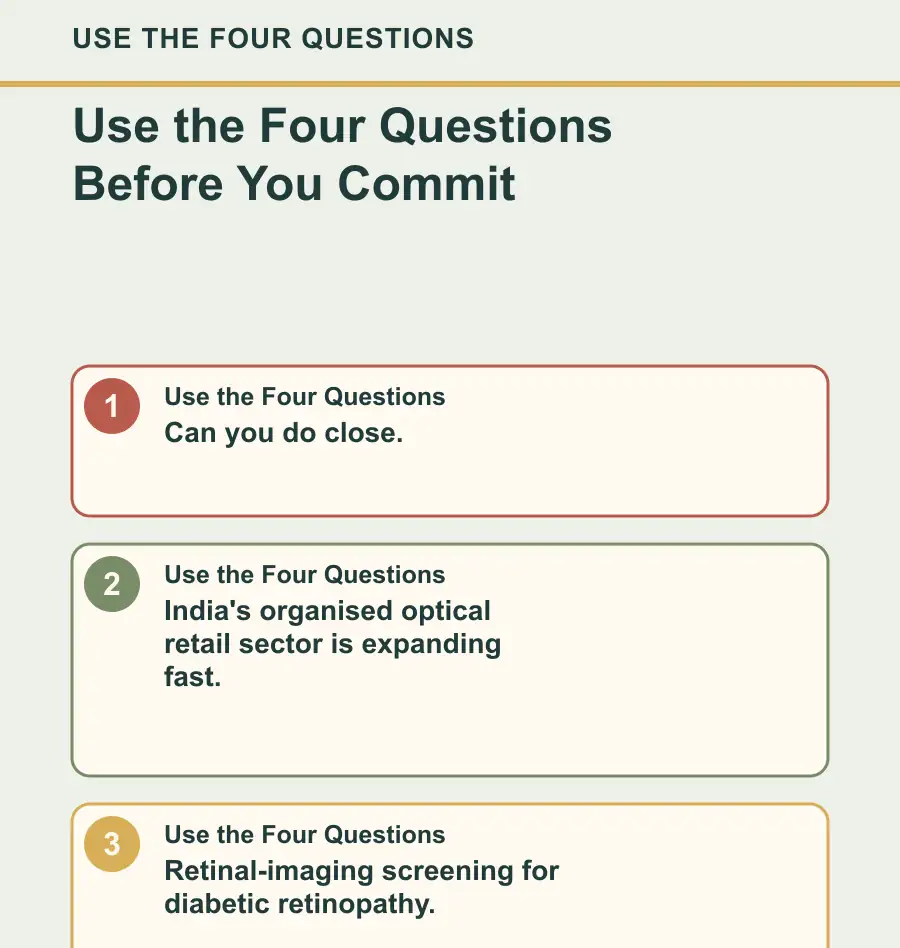 USE THE FOUR QUESTIONS
Use the Four Questions
Before You Commit
1
Use the Four Questions
Can you do close.
2
Use the Four Questions
India's organised optical
retail sector is expanding
fast.
3
Use the Four Questions
Retinal-imaging screening for
diabetic retinopathy.